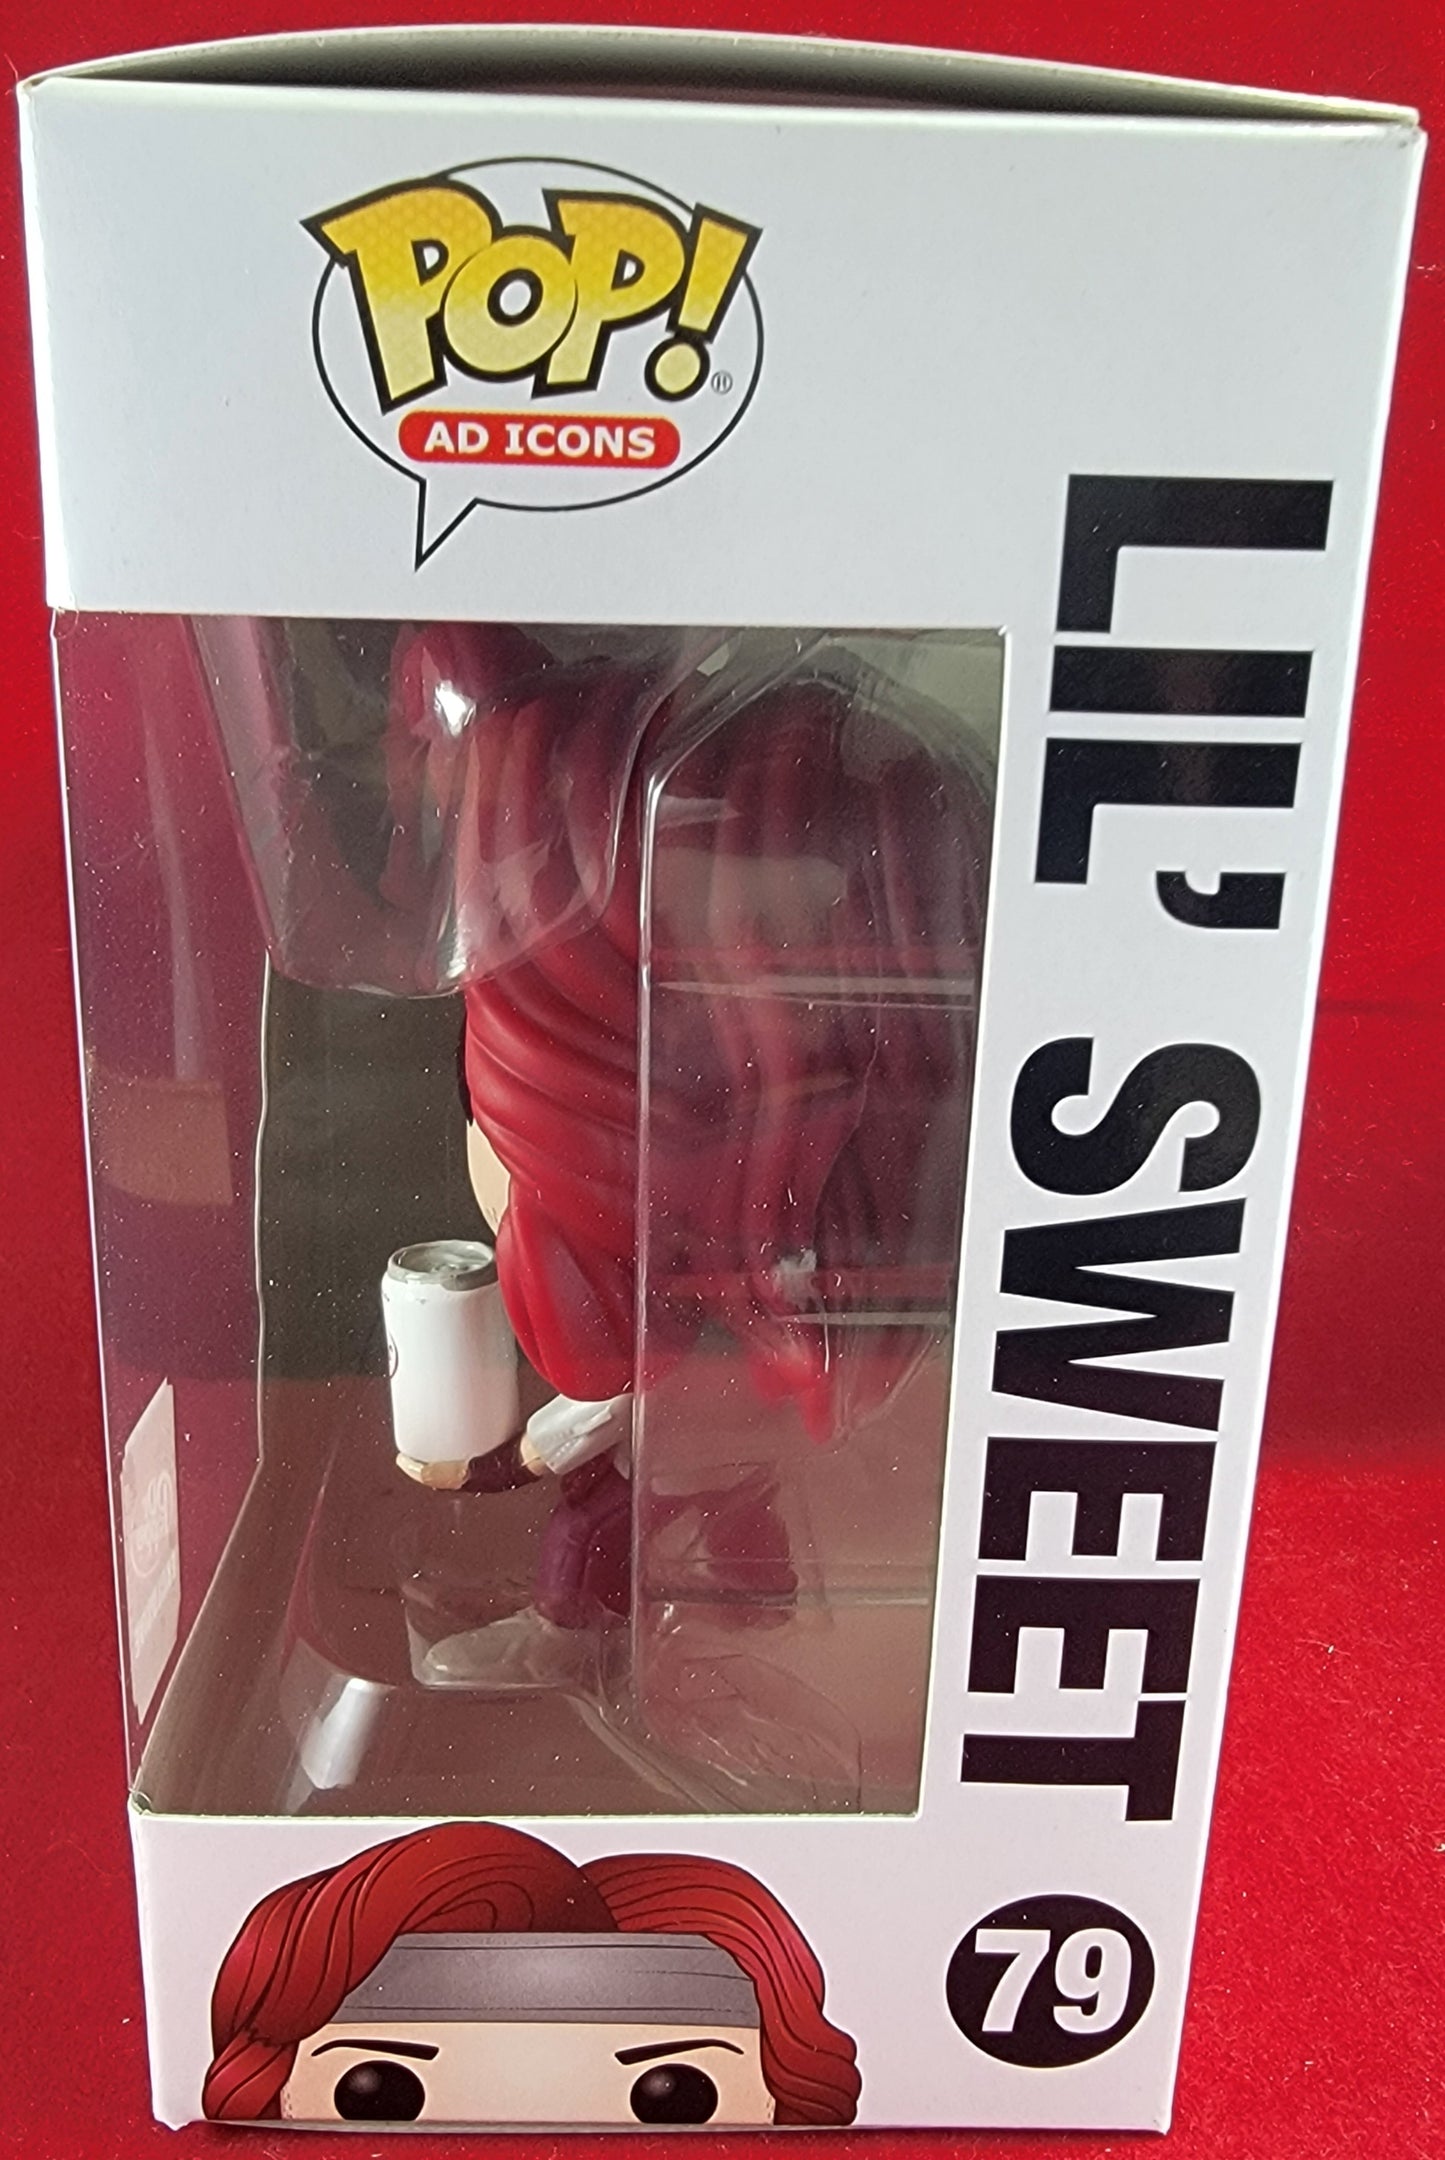 POP!
®
AD ICONS
LIL' SWEET
79